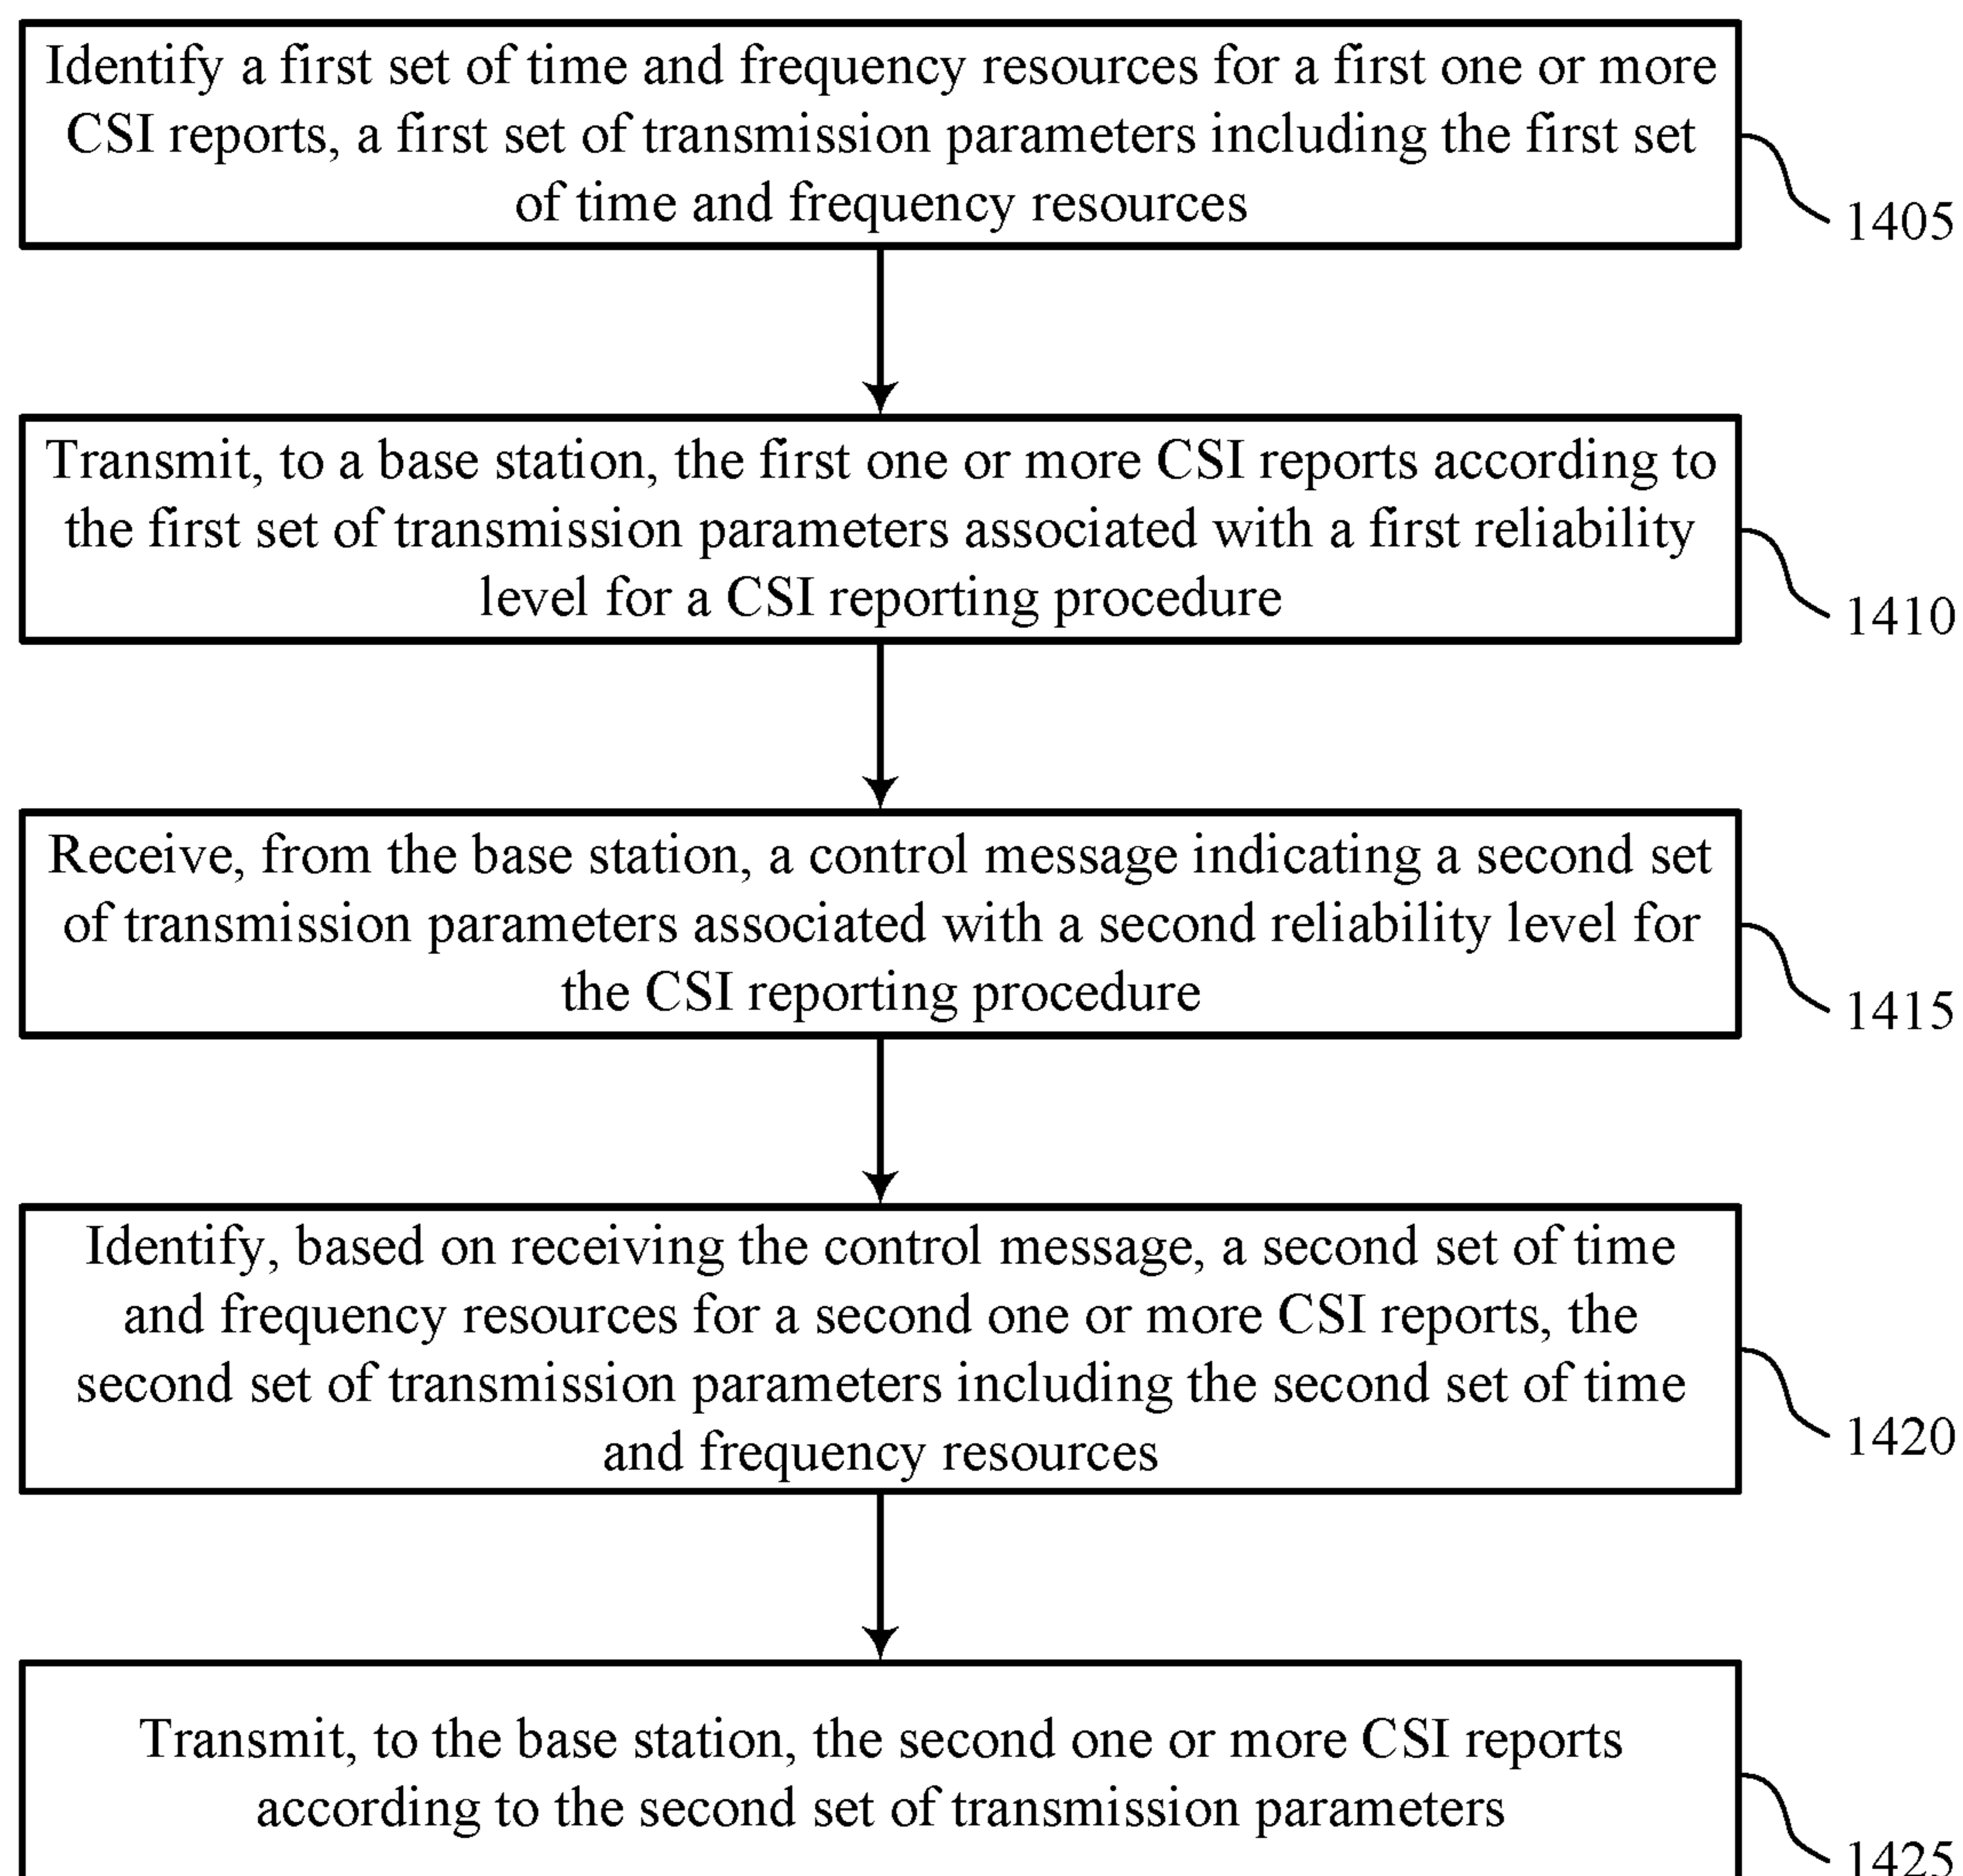 Identify a first set of time and frequency resources for a first one or more
CSI reports, a first set of transmission parameters including the first set
of time and frequency resources
1405
Transmit, to a base station, the first one or more CSI reports according to
the first set of transmission parameters associated with a first reliability
level for a CSI reporting procedure
1410
Receive, from the base station, a control message indicating a second set
of transmission parameters associated with a second reliability level for
the CSI reporting procedure
1415
Identify, based on receiving the control message, a second set of time
and frequency resources for a second one or more CSI reports, the
second set of transmission parameters including the second set of time
and frequency resources
1420
Transmit, to the base station, the second one or more CSI reports
according to the second set of transmission parameters
1425